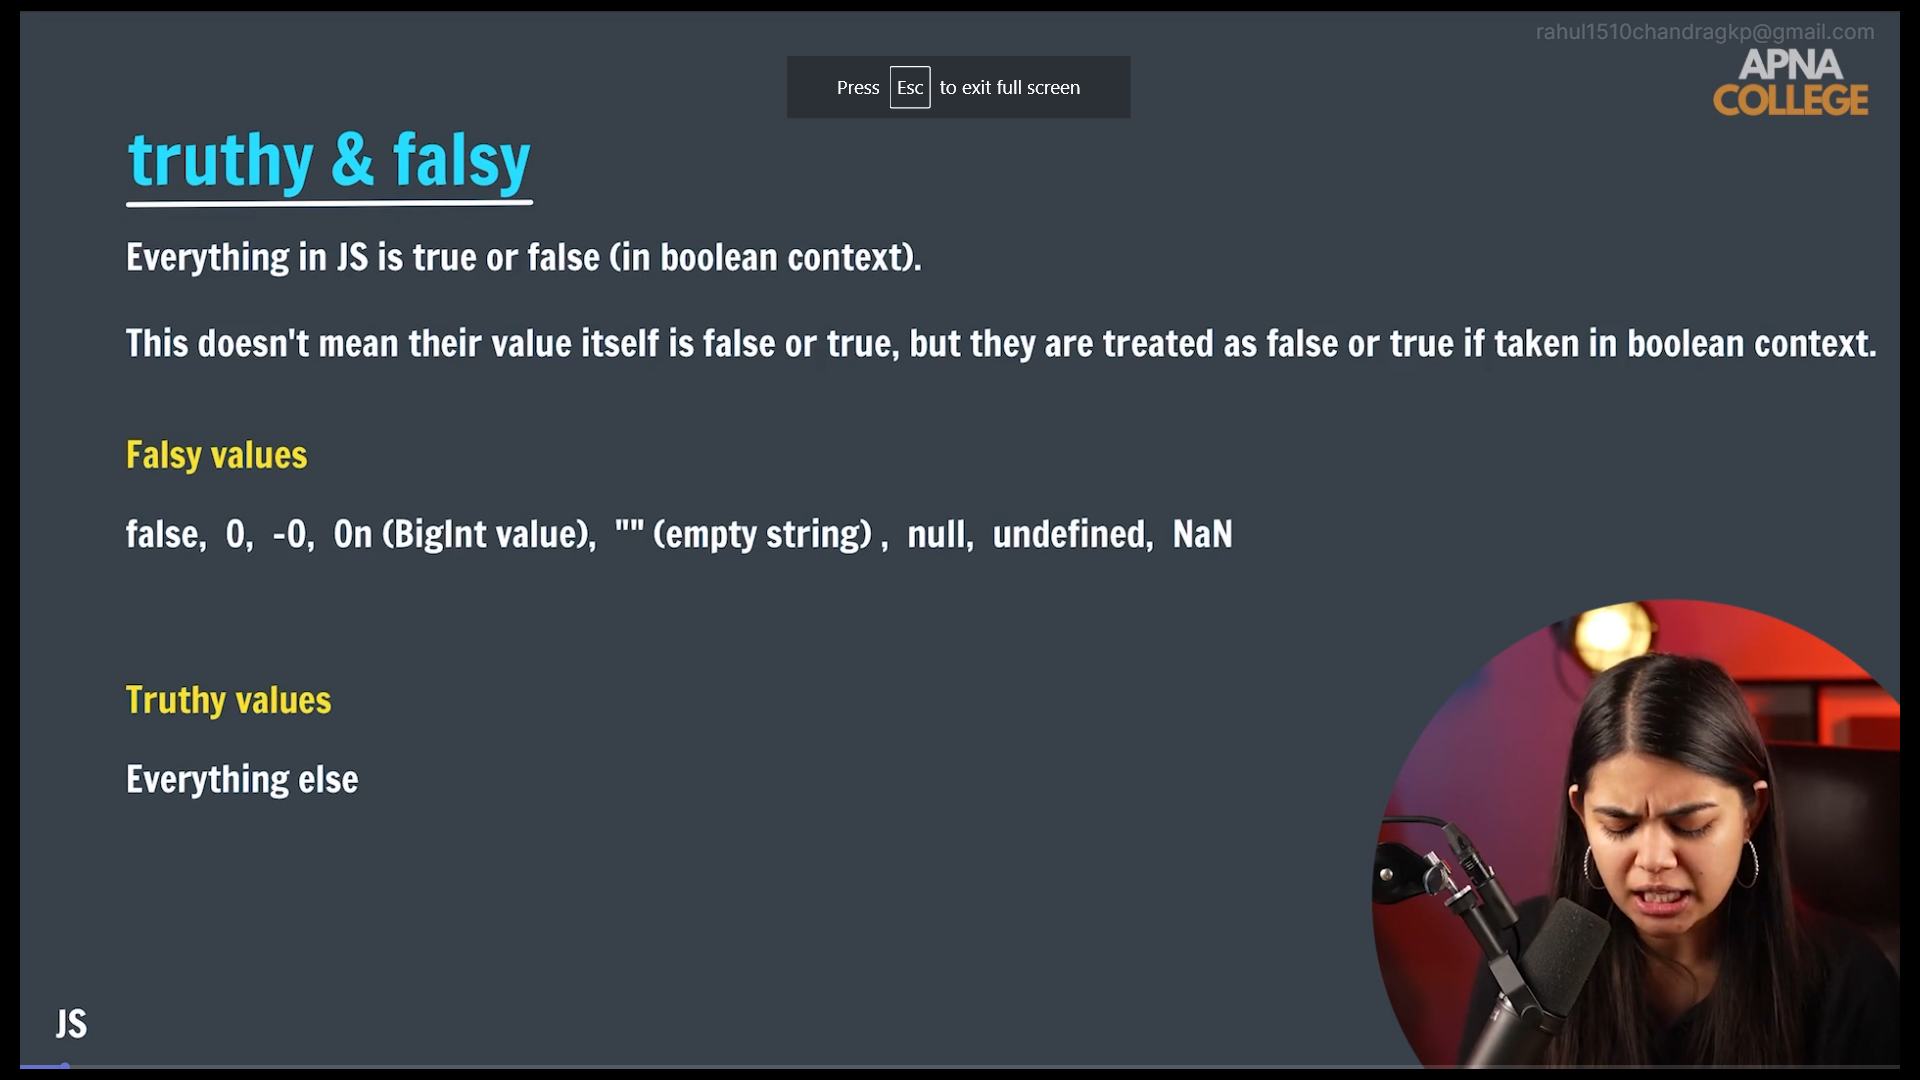 rahul1510chandragkp@gmail.com
APNA
COLLEGE
Press Esc to exit full screen
truthy & falsy
Everything in JS is true or false (in boolean context).
This doesn't mean their value itself is false or true, but they are treated as false or true if taken in boolean context.
Falsy values
false, 0, -0, 0n (BigInt value), "" (empty string) , null, undefined, NaN
Truthy values
Everything else
JS